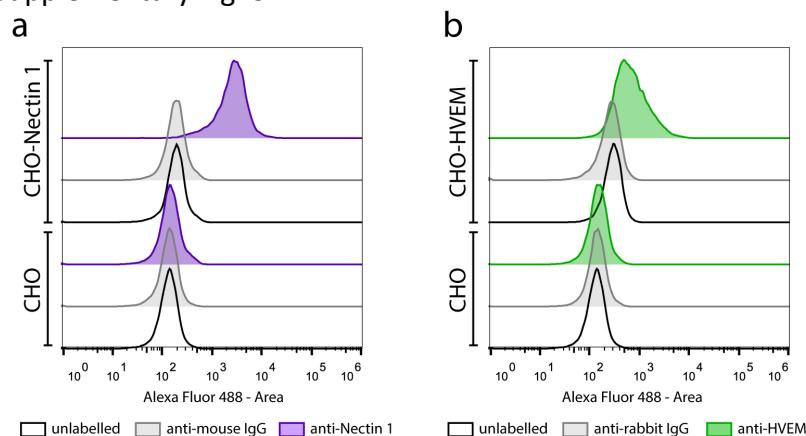 a
b
CHO-Nectin 1
CHO
10^0 10^1 10^2 10^3 10^4 10^5 10^6
Alexa Fluor 488 - Area
unlabelled anti-mouse IgG anti-Nectin 1
CHO-HVEM
CHO
10^0 10^1 10^2 10^3 10^4 10^5 10^6
Alexa Fluor 488 - Area
unlabelled anti-rabbit IgG anti-HVEM